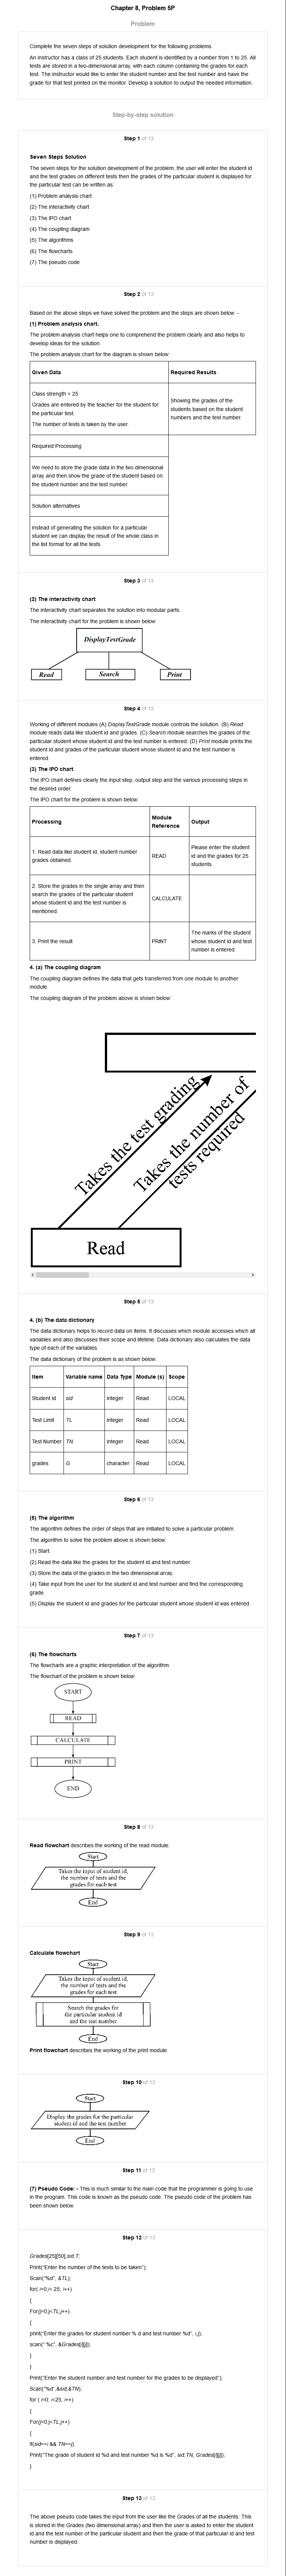 Chapter 8, Problem 5P
Problem
Complete the seven steps of solution development for the following problems.
An instructor has a class of 25 students. Each student is identified by a number from 1 to 25. All
tests are stored in a two-dimensional array, with each column containing the grades for each
test. The instructor would like to enter the student number and the test number and have the
grade for that test printed on the monitor. Develop a solution to output the needed information.
Step-by-step solution
Step 1 of 13
Seven Steps Solution
The seven steps for the solution development of the problem, the user will enter the student id
and the test grades on different tests then the grades of the particular student is displayed for
the particular test can be written as:
(1) Problem analysis chart
(2) The interactivity chart
(3) The IPO chart
(4) The coupling diagram
(5) The algorithms
(6) The flowcharts
(7) The pseudo code
Step 2 of 13
Based on the above steps we have solved the problem and the steps are shown below: -
(1) Problem analysis chart.
The problem analysis chart helps one to comprehend the problem clearly and also helps to
develop ideas for the solution.
The problem analysis chart for the diagram is shown below:
Given Data
Required Results
Class strength = 25
Grades are entered by the teacher for the student for
the particular test.
The number of tests is taken by the user.
Showing the grades of the
students based on the student
numbers and the test number.
Required Processing
We need to store the grade data in the two dimensional
array and then show the grade of the student based on
the student number and the test number.
Solution alternatives
Instead of generating the solution for a particular
student we can display the result of the whole class in
the list format for all the tests.
Step 3 of 13
(2) The interactivity chart
The interactivity chart separates the solution into modular parts.
The interactivity chart for the problem is shown below:
DisplayTestGrade
Read
Search
Print
Step 4 of 13
Working of different modules (A) DisplayTestGrade module controls the solution. (B) Read
module reads data like student id and grades. (C) Search module searches the grades of the
particular student whose student id and the test number is entered. (D) Print module prints the
student id and grades of the particular student whose student id and the test number is
entered.
(3) The IPO chart
The IPO chart defines clearly the input step, output step and the various processing steps in
the desired order.
The IPO chart for the problem is shown below.
Processing
Module
Reference
Output
1. Read data like student id, student number
grades obtained.
READ
Please enter the student
id and the grades for 25
students.
2. Store the grades in the single array and then
search the grades of the particular student
whose student id and the test number is
mentioned.
CALCULATE
3. Print the result
PRINT
The marks of the student
whose student id and test
number is entered.
4. (a) The coupling diagram
The coupling diagram defines the data that gets transferred from one module to another
module.
The coupling diagram of the problem above is shown below:
Takes the test grading
Takes the number of
tests required
Read
Step 5 of 13
4. (b) The data dictionary
The data dictionary helps to record data on items. It discusses which module accesses which all
variables and also discusses their scope and lifetime. Data dictionary also calculates the data
type of each of the variables.
The data dictionary of the problem is as shown below:
Item Variable name Data Type Module (s) Scope
Student id sid integer Read LOCAL
Test Limit TL integer Read LOCAL
Test Number TN integer Read LOCAL
grades G character Read LOCAL
Step 6 of 13
(5) The algorithm
The algorithm defines the order of steps that are initiated to solve a particular problem.
The algorithm to solve the problem above is shown below:
(1) Start.
(2) Read the data like the grades for the student id and test number.
(3) Store the data of the grades in the two dimensional array.
(4) Take input from the user for the student id and test number and find the corresponding
grade.
(5) Display the student id and grades for the particular student whose student id was entered.
Step 7 of 13
(6) The flowcharts
The flowcharts are a graphic interpretation of the algorithm.
The flowchart of the problem is shown below:
START
READ
CALCULATE
PRINT
END
Step 8 of 13
Read flowchart describes the working of the read module.
Start
Takes the input of student id,
the number of tests and the
grades for each test
End
Step 9 of 13
Calculate flowchart
Start
Takes the input of student id,
the number of tests and the
grades for each test
Search the grades for
the particular student id
and the test number
End
Print flowchart describes the working of the print module.
Step 10 of 13
Start
Display the grades for the particular
student id and the test number
End
Step 11 of 13
(7) Pseudo Code: - This is much similar to the main code that the programmer is going to use
in the program. This code is known as the pseudo code. The pseudo code of the problem has
been shown below.
Step 12 of 13
Grades[25][50],sid,T;
Print("Enter the number of the tests to be taken");
Scan("%d", &TL);
for( i=0;i< 25; i++)
{
For(j=0;j<TL;j++)
{
print("Enter the grades for student number % d and test number %d", i,j);
scan(" %c", &Grades[i][j]);
}
}
Print("Enter the student number and test number for the grades to be displayed");
Scan("%d",&sid,&TN);
for ( i=0; i<25; i++)
{
For(j=0;j<TL;j++)
{
If(sid==i && TN==j)
Print("The grade of student id %d and test number %d is %d", sid,TN, Grades[i][j]);
}
Step 13 of 13
The above pseudo code takes the input from the user like the Grades of all the students. This
is stored in the Grades (two dimensional array) and then the user is asked to enter the student
id and the test number of the particular student and then the grade of that particular id and test
number is displayed.